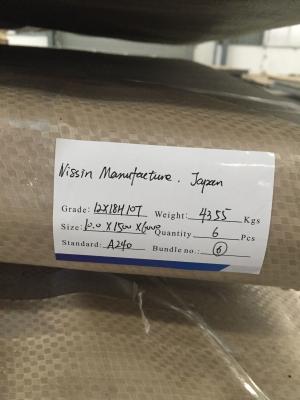 Nissin Manufacture. Japan
Grade: 12X18H10T Weight: 4355 Kgs
Size: 10.0 X 1500 X 6000 Quantity 6 Pcs
Standard: A240 Bundle no.: 6